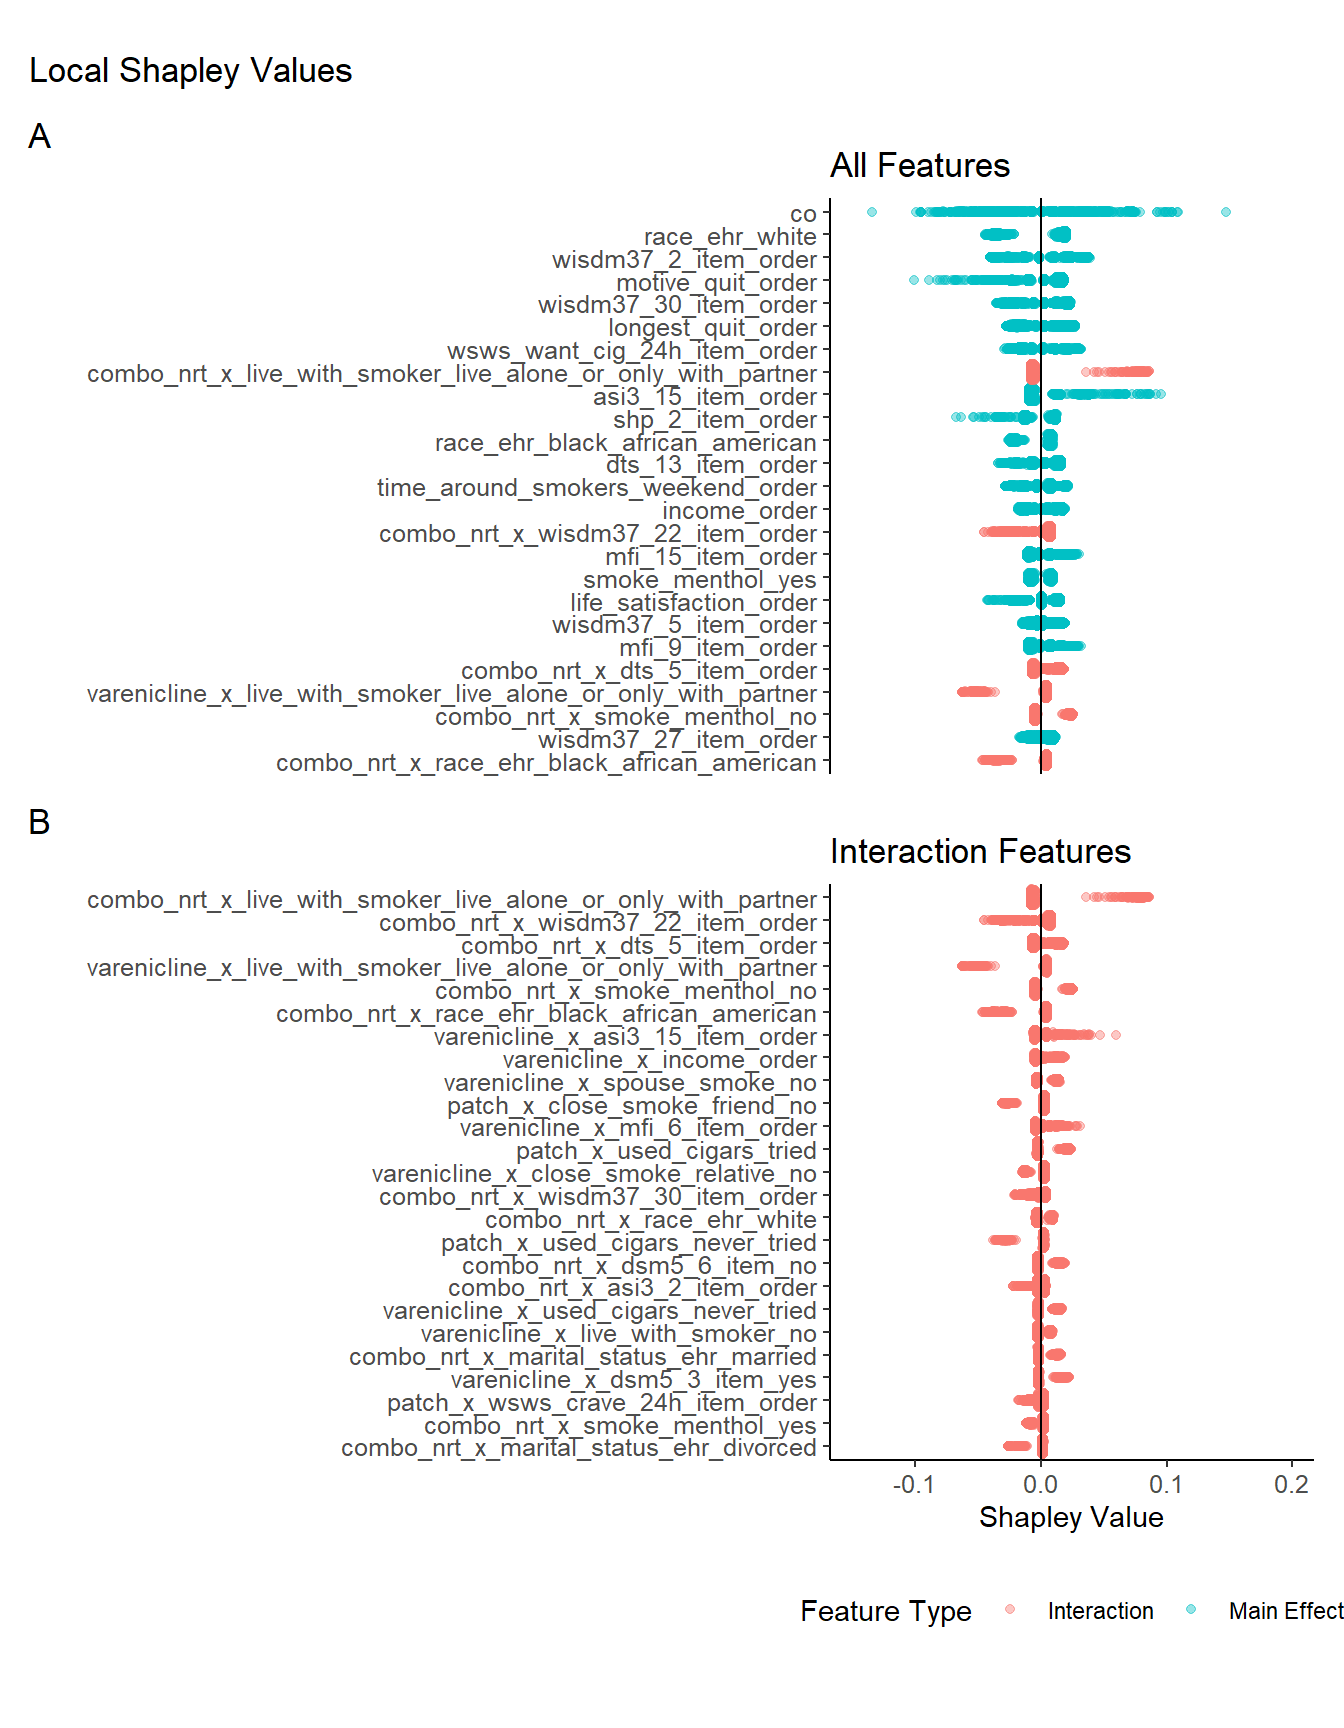 Local Shapley Values
A
All Features
co
race_ehr_white
wisdm37_2_item_order
motive_quit_order
wisdm37_30_item_order
longest_quit_order
wsws_want_cig_24h_item_order
combo_nrt_x_live_with_smoker_live_alone_or_only_with_partner
asi3_15_item_order
shp_2_item_order
race_ehr_black_african_american
dts_13_item_order
time_around_smokers_weekend_order
income_order
combo_nrt_x_wisdm37_22_item_order
mfi_15_item_order
smoke_menthol_yes
life_satisfaction_order
wisdm37_5_item_order
mfi_9_item_order
combo_nrt_x_dts_5_item_order
varenicline_x_live_with_smoker_live_alone_or_only_with_partner
combo_nrt_x_smoke_menthol_no
wisdm37_27_item_order
combo_nrt_x_race_ehr_black_african_american
B
Interaction Features
combo_nrt_x_live_with_smoker_live_alone_or_only_with_partner
combo_nrt_x_wisdm37_22_item_order
combo_nrt_x_dts_5_item_order
varenicline_x_live_with_smoker_live_alone_or_only_with_partner
combo_nrt_x_smoke_menthol_no
combo_nrt_x_race_ehr_black_african_american
varenicline_x_asi3_15_item_order
varenicline_x_income_order
varenicline_x_spouse_smoke_no
patch_x_close_smoke_friend_no
varenicline_x_mfi_6_item_order
patch_x_used_cigars_tried
varenicline_x_close_smoke_relative_no
combo_nrt_x_wisdm37_30_item_order
combo_nrt_x_race_ehr_white
patch_x_used_cigars_never_tried
combo_nrt_x_dsm5_6_item_no
combo_nrt_x_asi3_2_item_order
varenicline_x_used_cigars_never_tried
varenicline_x_live_with_smoker_no
combo_nrt_x_marital_status_ehr_married
varenicline_x_dsm5_3_item_yes
patch_x_wsws_crave_24h_item_order
combo_nrt_x_smoke_menthol_yes
combo_nrt_x_marital_status_ehr_divorced
-0.1 0.0 0.1 0.2
Shapley Value
Feature Type Interaction Main Effect